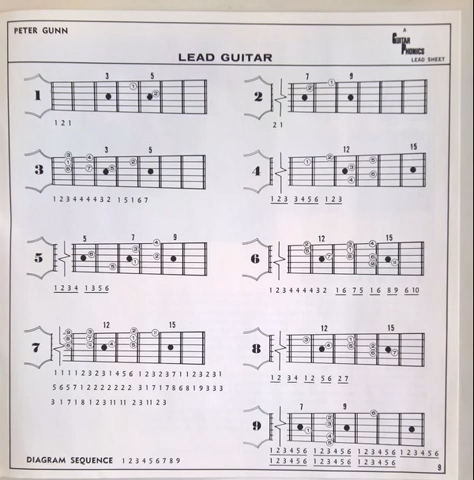 PETER GUNN
A
GUITAR
PHONICS
LEAD SHEET
LEAD GUITAR
3 5
1
1 2 1
7 9
2
2 1
3 5
3
1 2 3 4 4 4 4 3 2 1 5 1 6 7
12 15
4
1 2 3 3 4 5 6 1 2 3
5 7 9
5
1 2 3 4 1 3 5 6
12 15
6
1 2 3 4 4 4 4 3 2 1 6 7 5 1 6 8 9 6 10
12 15
7
1 1 1 1 2 3 2 3 1 4 5 6 1 2 3 2 3 7 1 1 2 3 2 3 1
5 6 5 7 1 2 2 2 2 2 2 3 1 7 1 7 8 6 8 1 9 3 3 3
3 1 7 1 8 1 2 3 11 11 2 3 11 2 3
12 15
8
1 2 3 4 1 2 5 6 2 7
7 9
9
1 2 3 4 5 6 1 2 3 4 5 6 1 2 3 4 5 6 1 2 3 4 5 6
1 2 3 4 5 6 1 2 3 4 5 6 1 2 3 4 5 6
DIAGRAM SEQUENCE 1 2 3 4 5 6 7 8 9
9